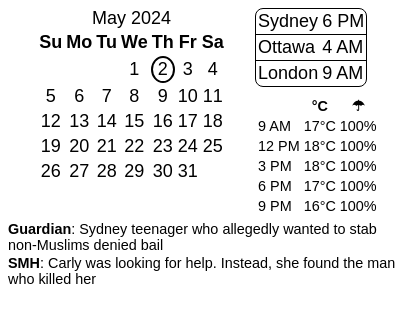 May 2024
Su Mo Tu We Th Fr Sa
1 2 3 4
5 6 7 8 9 10 11
12 13 14 15 16 17 18
19 20 21 22 23 24 25
26 27 28 29 30 31
Sydney 6 PM
Ottawa 4 AM
London 9 AM
°C ☂
9 AM 17°C 100%
12 PM 18°C 100%
3 PM 18°C 100%
6 PM 17°C 100%
9 PM 16°C 100%
Guardian: Sydney teenager who allegedly wanted to stab
non-Muslims denied bail
SMH: Carly was looking for help. Instead, she found the man
who killed her